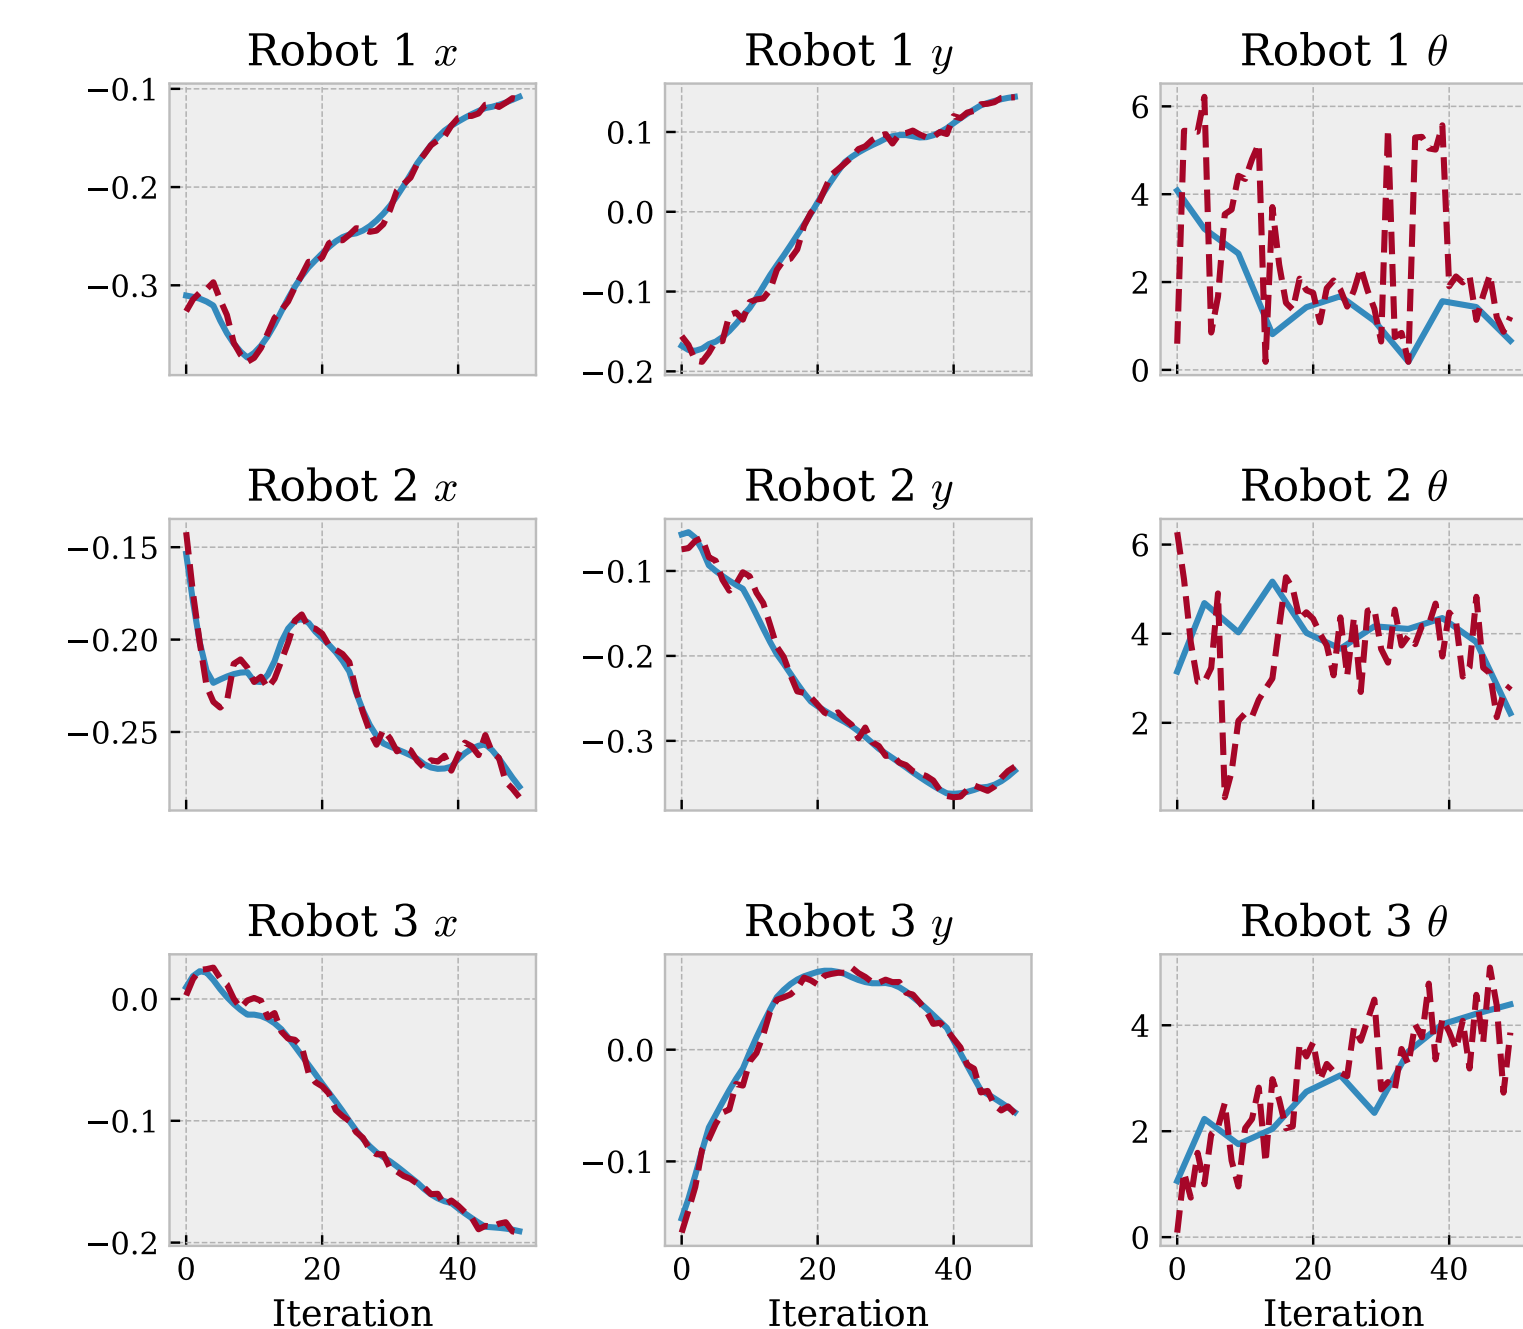 Robot 1 x
−0.1
−0.2
−0.3
Robot 1 y
0.1
0.0
−0.1
−0.2
Robot 1 θ
6
4
2
0
Robot 2 x
−0.15
−0.20
−0.25
Robot 2 y
−0.1
−0.2
−0.3
Robot 2 θ
6
4
2
Robot 3 x
0.0
−0.1
−0.2
0 20 40
Iteration
Robot 3 y
0.0
−0.1
0 20 40
Iteration
Robot 3 θ
4
2
0
0 20 40
Iteration